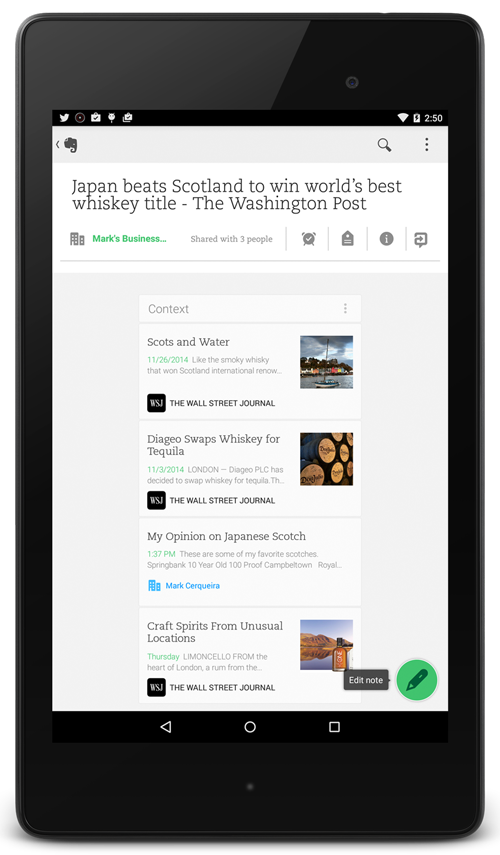 2:50
Japan beats Scotland to win world's best
whiskey title - The Washington Post
Mark's Business... Shared with 3 people
Context
Scots and Water
11/26/2014 Like the smoky whisky
that won Scotland international renow...
WSJ THE WALL STREET JOURNAL
Diageo Swaps Whiskey for
Tequila
11/3/2014 LONDON — Diageo PLC has
decided to swap whiskey for tequila.Th...
WSJ THE WALL STREET JOURNAL
My Opinion on Japanese Scotch
1:37 PM These are some of my favorite scotches.
Springbank 10 Year Old 100 Proof Campbeltown Royal...
Mark Cerqueira
Craft Spirits From Unusual
Locations
Thursday LIMONCELLO FROM the
heart of London, a rum from the...
WSJ THE WALL STREET JOURNAL
Edit note